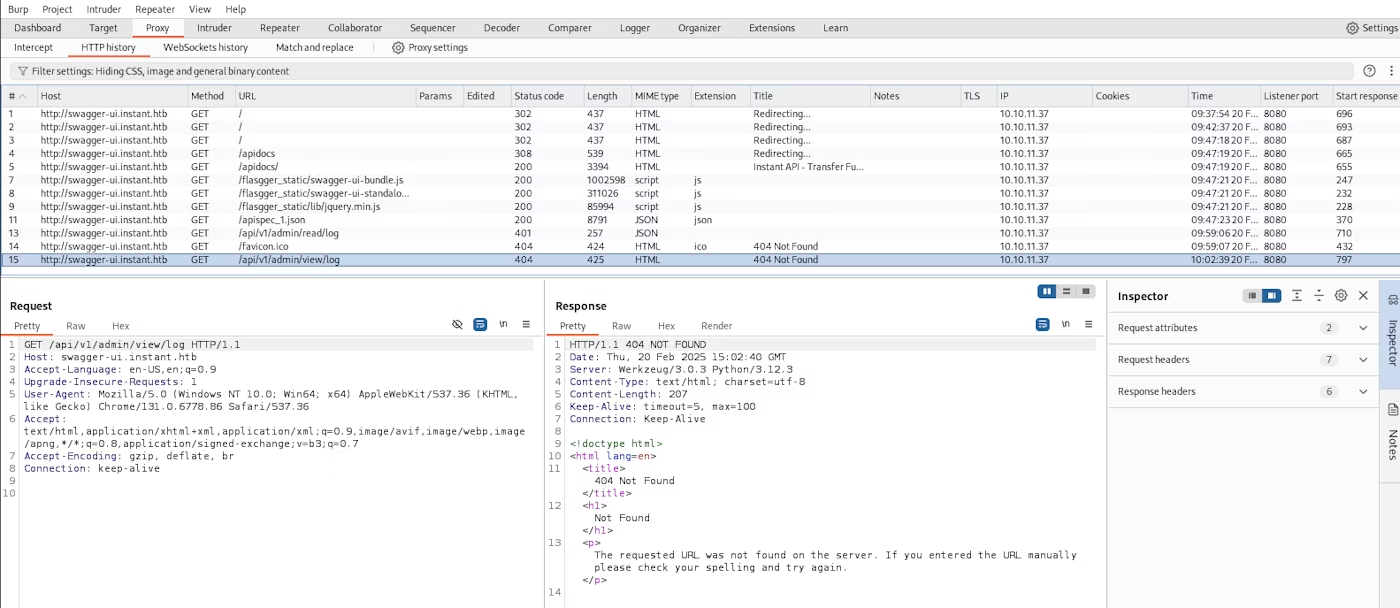 Burp Project Intruder Repeater View Help
Dashboard Target Proxy Intruder Repeater Collaborator Sequencer Decoder Comparer Logger Organizer Extensions Learn Settings
Intercept HTTP history WebSockets history Match and replace Proxy settings
Filter settings: Hiding CSS, image and general binary content
# Host Method URL Params Edited Status code Length MIME type Extension Title Notes TLS IP Cookies Time Listener port Start response
1 http://swagger-ui.instant.htb GET / 302 437 HTML Redirecting... 10.10.11.37 09:37:54 20 F... 8080 696
2 http://swagger-ui.instant.htb GET / 302 437 HTML Redirecting... 10.10.11.37 09:42:37 20 F... 8080 693
3 http://swagger-ui.instant.htb GET / 302 437 HTML Redirecting... 10.10.11.37 09:47:18 20 F... 8080 687
4 http://swagger-ui.instant.htb GET /apidocs 308 539 HTML Redirecting... 10.10.11.37 09:47:19 20 F... 8080 665
5 http://swagger-ui.instant.htb GET /apidocs/ 200 3394 HTML Instant API - Transfer Fu... 10.10.11.37 09:47:19 20 F... 8080 655
7 http://swagger-ui.instant.htb GET /flasgger_static/swagger-ui-bundle.js 200 1002598 script js 10.10.11.37 09:47:21 20 F... 8080 247
8 http://swagger-ui.instant.htb GET /flasgger_static/swagger-ui-standalo... 200 311026 script js 10.10.11.37 09:47:21 20 F... 8080 232
9 http://swagger-ui.instant.htb GET /flasgger_static/lib/jquery.min.js 200 85994 script js 10.10.11.37 09:47:21 20 F... 8080 228
11 http://swagger-ui.instant.htb GET /apispec_1.json 200 8791 JSON json 10.10.11.37 09:47:23 20 F... 8080 370
13 http://swagger-ui.instant.htb GET /api/v1/admin/read/log 401 257 JSON 10.10.11.37 09:59:06 20 F... 8080 710
14 http://swagger-ui.instant.htb GET /favicon.ico 404 424 HTML ico 404 Not Found 10.10.11.37 09:59:07 20 F... 8080 432
15 http://swagger-ui.instant.htb GET /api/v1/admin/view/log 404 425 HTML 404 Not Found 10.10.11.37 10:02:39 20 F... 8080 797
Request
Pretty Raw Hex \n
1 GET /api/v1/admin/view/log HTTP/1.1
2 Host: swagger-ui.instant.htb
3 Accept-Language: en-US,en;q=0.9
4 Upgrade-Insecure-Requests: 1
5 User-Agent: Mozilla/5.0 (Windows NT 10.0; Win64; x64) AppleWebKit/537.36 (KHTML,
like Gecko) Chrome/131.0.6778.86 Safari/537.36
6 Accept:
text/html,application/xhtml+xml,application/xml;q=0.9,image/avif,image/webp,image
/apng,*/*;q=0.8,application/signed-exchange;v=b3;q=0.7
7 Accept-Encoding: gzip, deflate, br
8 Connection: keep-alive
9
10
Response
Pretty Raw Hex Render \n
1 HTTP/1.1 404 NOT FOUND
2 Date: Thu, 20 Feb 2025 15:02:40 GMT
3 Server: Werkzeug/3.0.3 Python/3.12.3
4 Content-Type: text/html; charset=utf-8
5 Content-Length: 207
6 Keep-Alive: timeout=5, max=100
7 Connection: Keep-Alive
8
9 <!doctype html>
10 <html lang=en>
11 <title>
404 Not Found
</title>
12 <h1>
Not Found
</h1>
13 <p>
The requested URL was not found on the server. If you entered the URL manually
please check your spelling and try again.
</p>
14
Inspector
Request attributes 2
Request headers 7
Response headers 6
Inspector
Notes